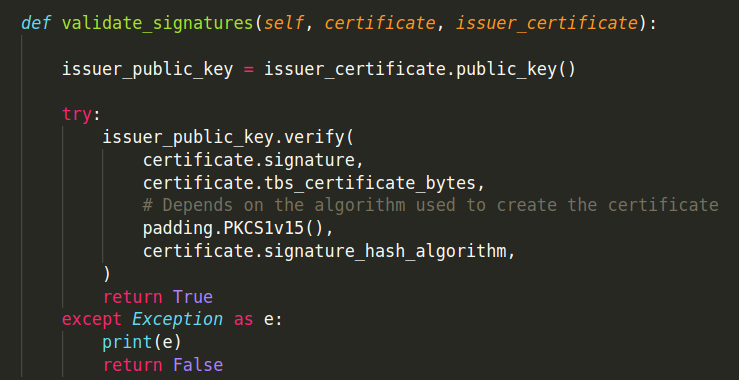 def validate_signatures(self, certificate, issuer_certificate):
issuer_public_key = issuer_certificate.public_key()
try:
issuer_public_key.verify(
certificate.signature,
certificate.tbs_certificate_bytes,
# Depends on the algorithm used to create the certificate
padding.PKCS1v15(),
certificate.signature_hash_algorithm,
)
return True
except Exception as e:
print(e)
return False